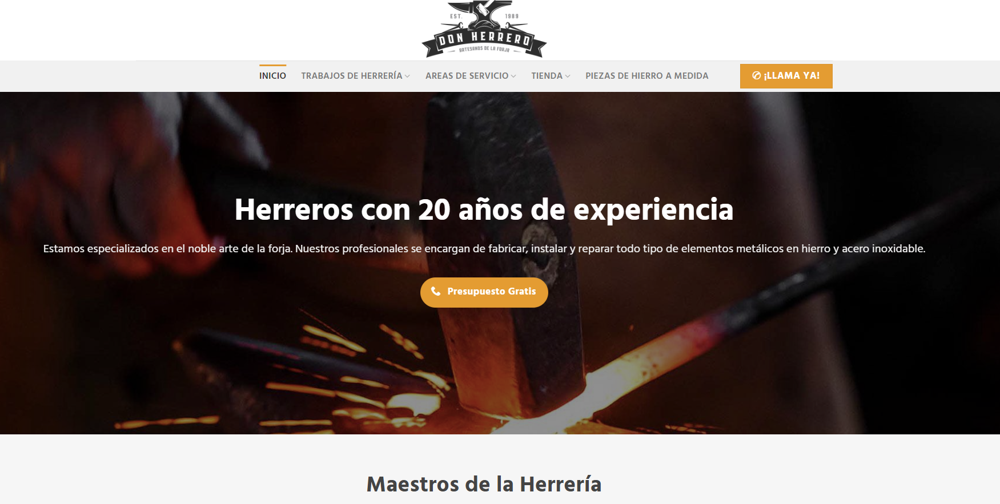 EST. 1989
DON HERRERO
ARTESANOS DE LA FORJA
INICIO TRABAJOS DE HERRERÍA AREAS DE SERVICIO TIENDA PIEZAS DE HIERRO A MEDIDA ✆ ¡LLAMA YA!
Herreros con 20 años de experiencia
Estamos especializados en el noble arte de la forja. Nuestros profesionales se encargan de fabricar, instalar y reparar todo tipo de elementos metálicos en hierro y acero inoxidable.
Presupuesto Gratis
Maestros de la Herrería